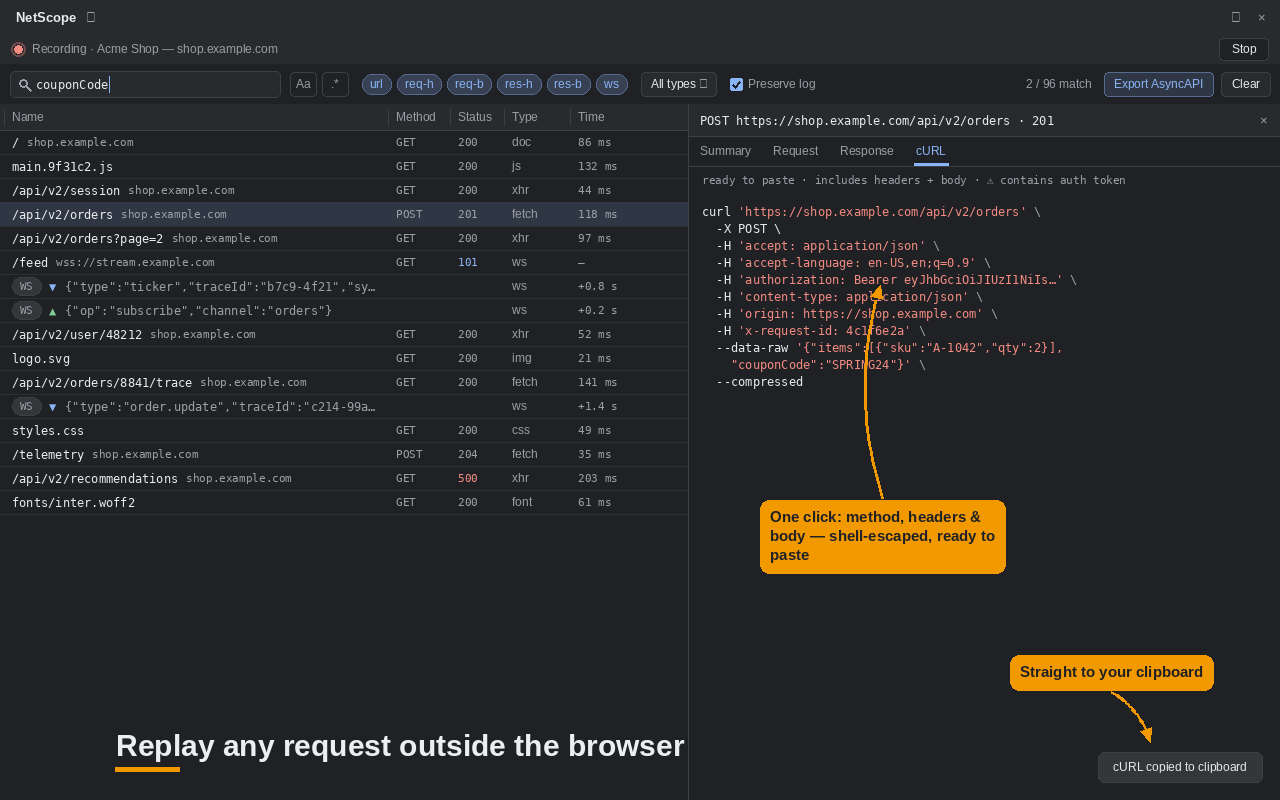 NetScope
Recording · Acme Shop — shop.example.com
Stop
couponCode
Aa
.*
url
req-h
req-b
res-h
res-b
ws
All types
Preserve log
2 / 96 match
Export AsyncAPI
Clear
Name Method Status Type Time
/ shop.example.com GET 200 doc 86 ms
main.9f31c2.js GET 200 js 132 ms
/api/v2/session shop.example.com GET 200 xhr 44 ms
/api/v2/orders shop.example.com POST 201 fetch 118 ms
/api/v2/orders?page=2 shop.example.com GET 200 xhr 97 ms
/feed wss://stream.example.com GET 101 ws —
WS ▼ {"type":"ticker","traceId":"b7c9-4f21","sy… ws +0.8 s
WS ▲ {"op":"subscribe","channel":"orders"} ws +0.2 s
/api/v2/user/48212 shop.example.com GET 200 xhr 52 ms
logo.svg GET 200 img 21 ms
/api/v2/orders/8841/trace shop.example.com GET 200 fetch 141 ms
WS ▼ {"type":"order.update","traceId":"c214-99a… ws +1.4 s
styles.css GET 200 css 49 ms
/telemetry shop.example.com POST 204 fetch 35 ms
/api/v2/recommendations shop.example.com GET 500 xhr 203 ms
fonts/inter.woff2 GET 200 font 61 ms
POST https://shop.example.com/api/v2/orders · 201 ×
Summary Request Response cURL
ready to paste · includes headers + body · ⚠ contains auth token
curl 'https://shop.example.com/api/v2/orders' \
-X POST \
-H 'accept: application/json' \
-H 'accept-language: en-US,en;q=0.9' \
-H 'authorization: Bearer eyJhbGciOiJIUzI1NiIs…' \
-H 'content-type: application/json' \
-H 'origin: https://shop.example.com' \
-H 'x-request-id: 4c1f6e2a' \
--data-raw '{"items":[{"sku":"A-1042","qty":2}],
"couponCode":"SPRING24"}' \
--compressed
One click: method, headers &
body — shell-escaped, ready to
paste
Straight to your clipboard
Replay any request outside the browser
cURL copied to clipboard